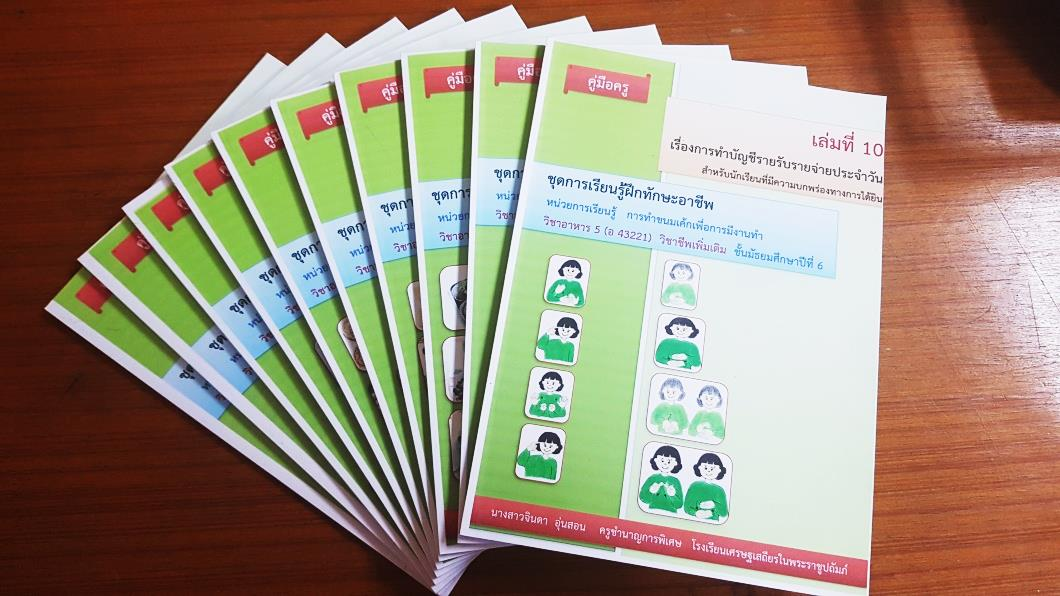 คู่มือครู
เล่มที่ 10
เรื่องการทำบัญชีรายรับรายจ่ายประจำวัน
สำหรับนักเรียนที่มีความบกพร่องทางการได้ยิน
ชุดการเรียนรู้ฝึกทักษะอาชีพ
หน่วยการเรียนรู้ การทำขนมเค้กเพื่อการมีงานทำ
วิชาอาหาร 5 (อ 43221) วิชาชีพเพิ่มเติม ชั้นมัธยมศึกษาปีที่ 6
นางสาวจินดา อุ่นสอน ครูชำนาญการพิเศษ โรงเรียนเศรษฐเสถียรในพระราชูปถัมภ์